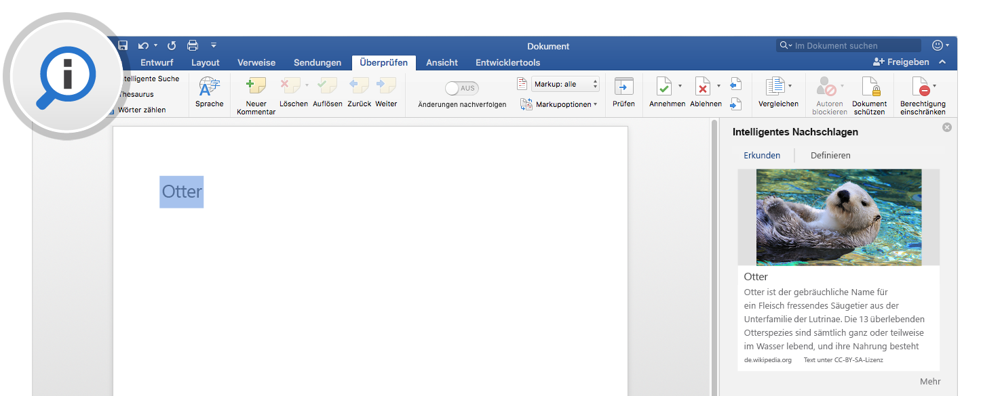 Dokument
Im Dokument suchen
Entwurf Layout Verweise Sendungen Überprüfen Ansicht Entwicklertools Freigeben
telligente Suche
hesaurus
Wörter zählen
Sprache
Neuer
Kommentar
Löschen Auflösen Zurück Weiter
AUS
Änderungen nachverfolgen
Markup: alle
Markupoptionen
Prüfen
Annehmen Ablehnen
Vergleichen
Autoren
blockieren
Dokument
schützen
Berechtigung
einschränken
Otter
Intelligentes Nachschlagen
Erkunden Definieren
Otter
Otter ist der gebräuchliche Name für
ein Fleisch fressendes Säugetier aus der
Unterfamilie der Lutrinae. Die 13 überlebenden
Otterspezies sind sämtlich ganz oder teilweise
im Wasser lebend, und ihre Nahrung besteht
de.wikipedia.org Text unter CC-BY-SA-Lizenz
Mehr